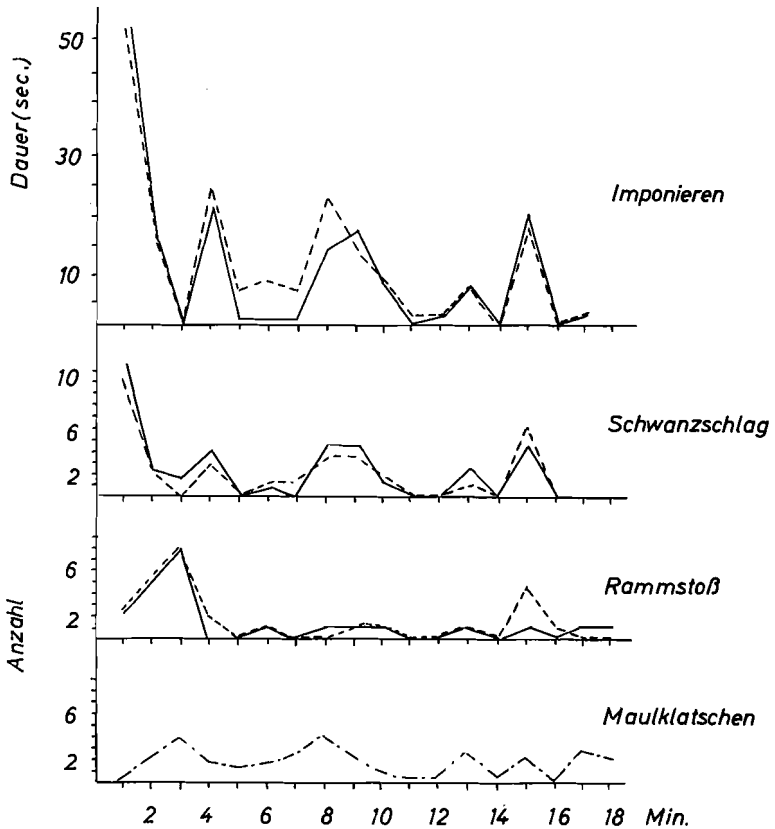 Dauer (sec.)
50
30
10
Imponieren
10
6
2
Schwanzschlag
Anzahl
6
2
Rammstoß
6
2
Maulklatschen
2 4 6 8 10 12 14 16 18 Min.